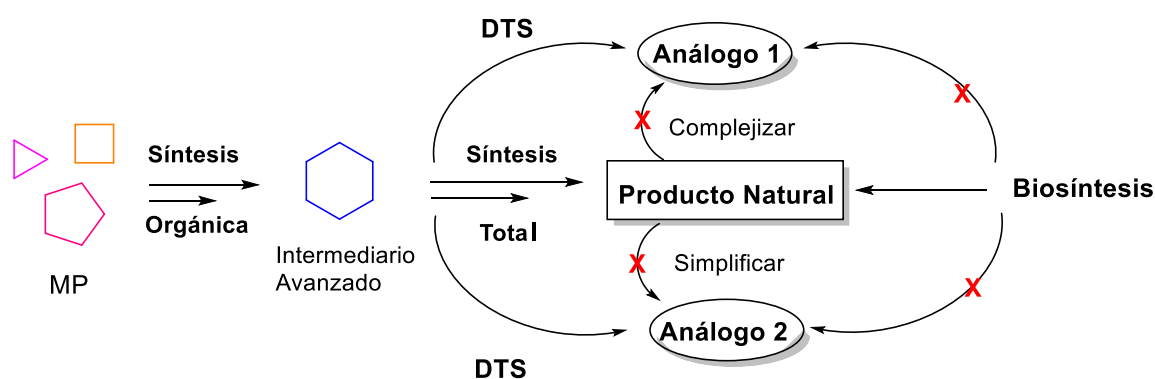 DTS
Análogo 1
X
X
Complejizar
Síntesis
Orgánica
MP
Intermediario
Avanzado
Síntesis
Total
Producto Natural
Biosíntesis
X
Simplificar
X
Análogo 2
DTS